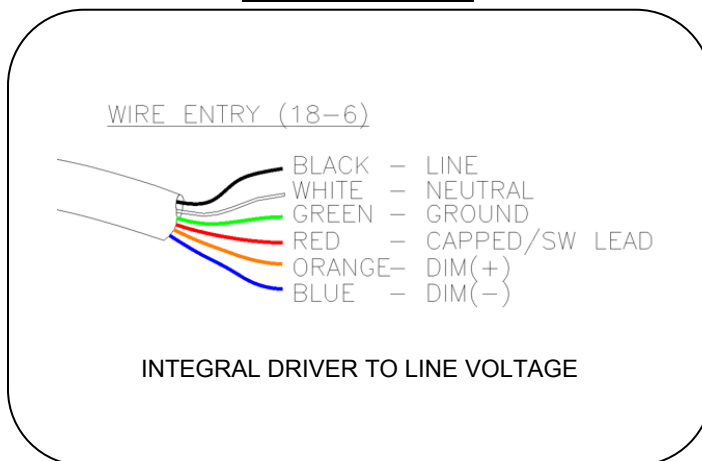 WIRE ENTRY (18-6)
BLACK - LINE
WHITE - NEUTRAL
GREEN - GROUND
RED - CAPPED/SW LEAD
ORANGE- DIM(+)
BLUE - DIM(-)
INTEGRAL DRIVER TO LINE VOLTAGE